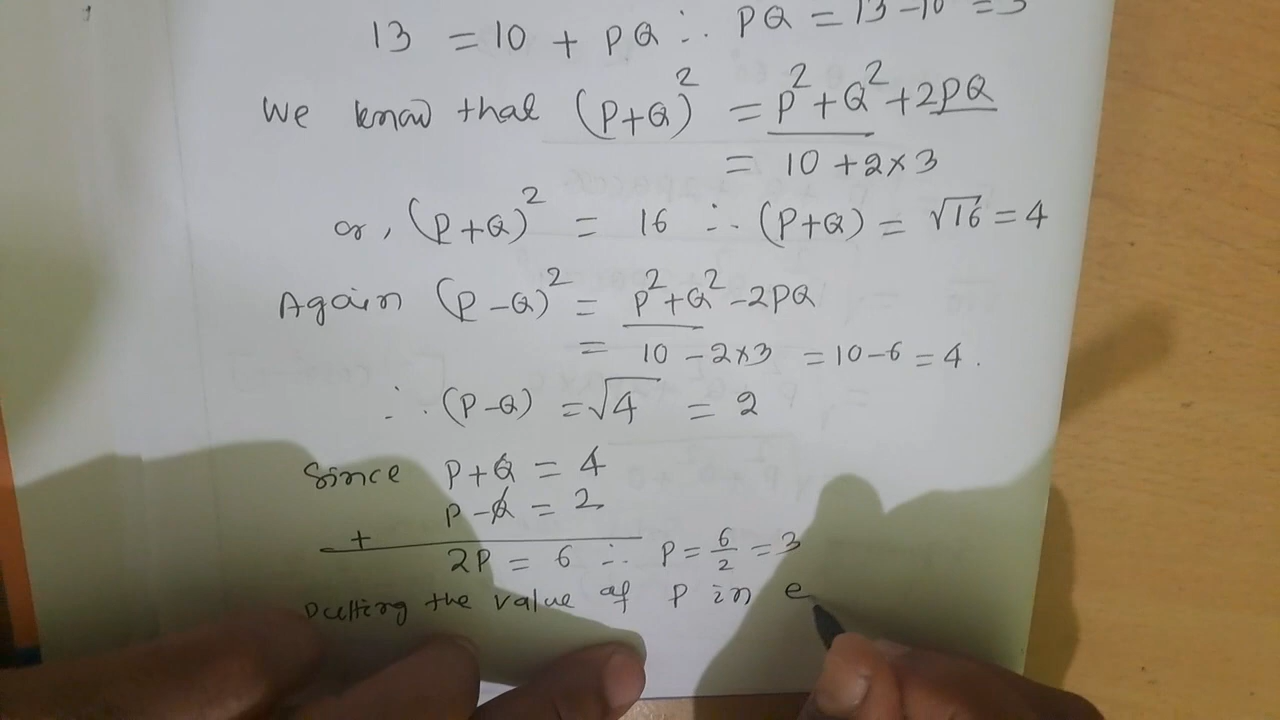 13 = 10 + PQ ∴ PQ = 13 - 10 = 3
We know that (P+Q)² = P² + Q² + 2PQ
= 10 + 2×3
or, (P+Q)² = 16 ∴ (P+Q) = √16 = 4
Again (P-Q)² = P² + Q² - 2PQ
= 10 - 2×3 = 10 - 6 = 4.
∴ (P-Q) = √4 = 2
Since P+Q = 4
P-Q = 2
+
2P = 6 ∴ P = 6/2 = 3
Putting the value of P in e